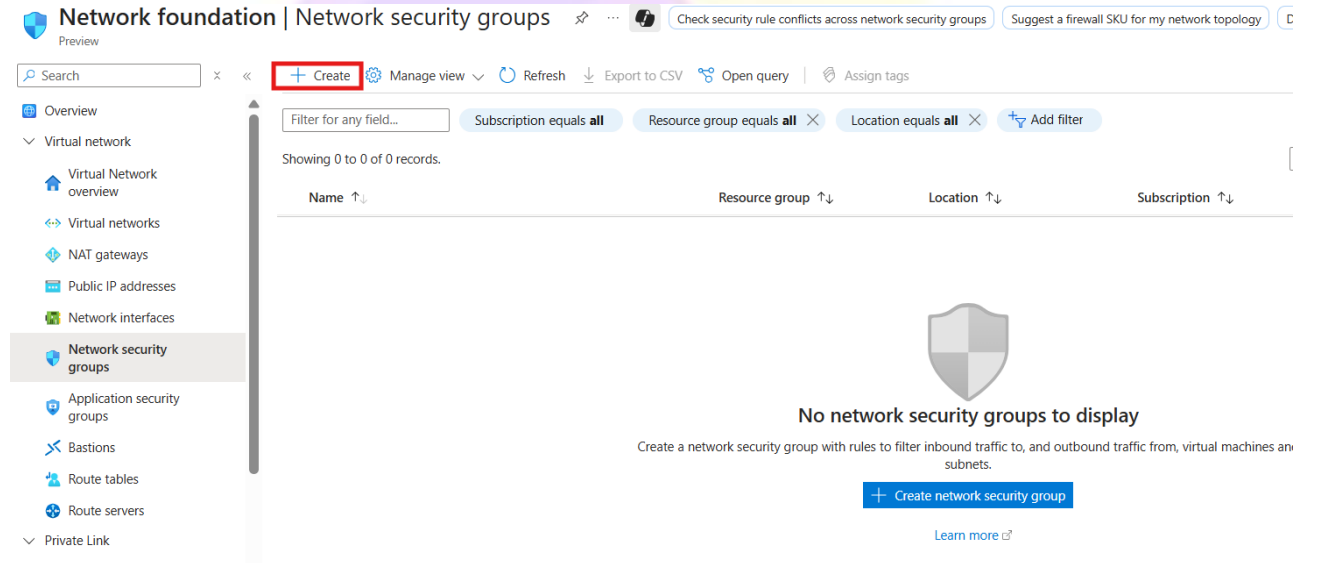 Network foundation | Network security groups
Preview
Check security rule conflicts across network security groups
Suggest a firewall SKU for my network topology
D
Search
Overview
Virtual network
Virtual Network
overview
Virtual networks
NAT gateways
Public IP addresses
Network interfaces
Network security
groups
Application security
groups
Bastions
Route tables
Route servers
Private Link
Create
Manage view
Refresh
Export to CSV
Open query
Assign tags
Filter for any field...
Subscription equals all
Resource group equals all
Location equals all
Add filter
Showing 0 to 0 of 0 records.
Name
Resource group
Location
Subscription
No network security groups to display
Create a network security group with rules to filter inbound traffic to, and outbound traffic from, virtual machines an
subnets.
Create network security group
Learn more